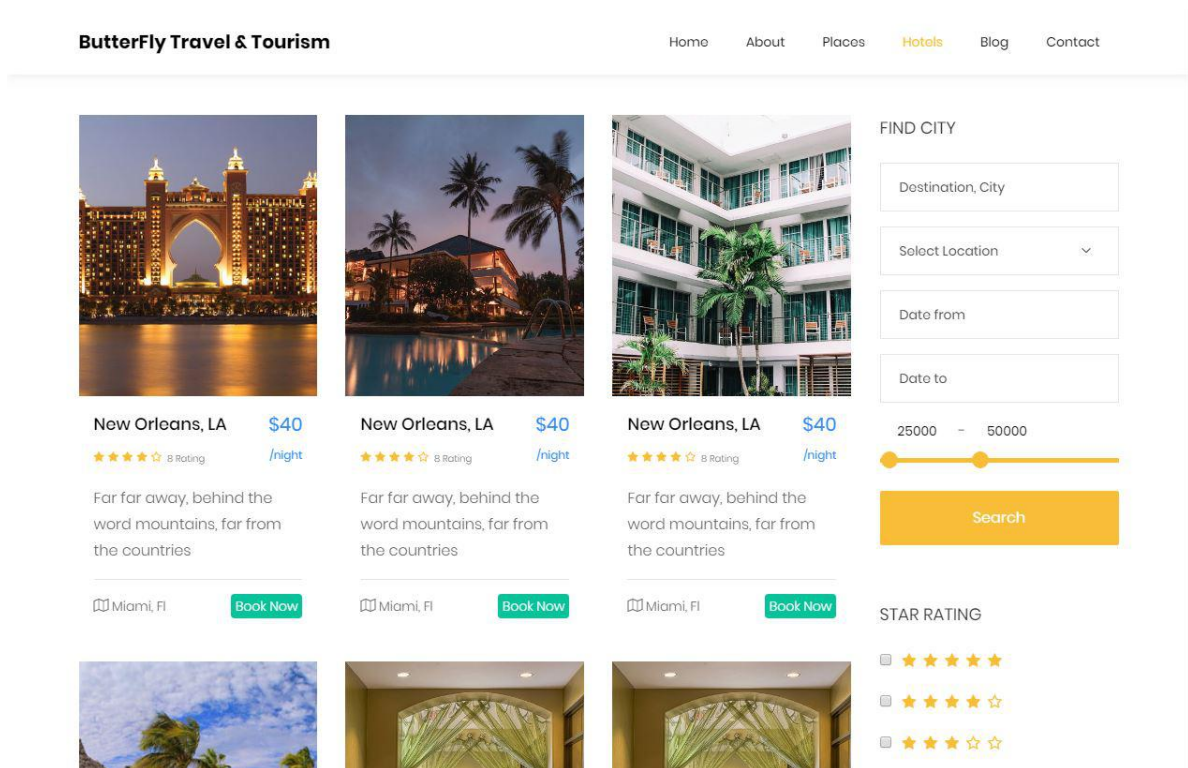 ButterFly Travel & Tourism
Home About Places Hotels Blog Contact
New Orleans, LA $40
8 Rating /night
Far far away, behind the
word mountains, far from
the countries
Miami, Fl Book Now
New Orleans, LA $40
8 Rating /night
Far far away, behind the
word mountains, far from
the countries
Miami, Fl Book Now
New Orleans, LA $40
8 Rating /night
Far far away, behind the
word mountains, far from
the countries
Miami, Fl Book Now
FIND CITY
Destination, City
Select Location
Date from
Date to
25000 - 50000
Search
STAR RATING